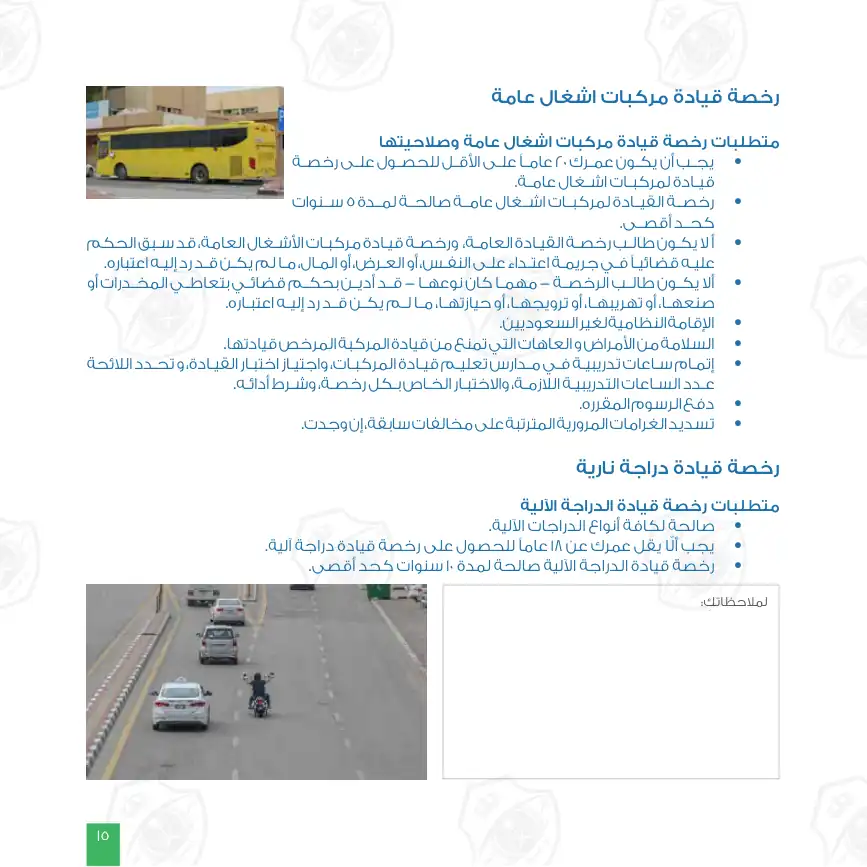 رخصة قيادة مركبات اشغال عامة
متطلبات رخصة قيادة مركبات اشغال عامة وصلاحيتها
• يجب أن يكون عمرك ٢٠ عاماً على الأقل للحصول على رخصة
قيادة لمركبات اشغال عامة.
• رخصة القيادة لمركبات اشغال عامة صالحة لمدة ٥ سنوات
كحد أقصى.
• أ لا يكون طالب رخصة القيادة العامة، ورخصة قيادة مركبات الأشغال العامة، قد سبق الحكم
عليه قضائياً في جريمة اعتداء على النفس، أو العرض، أو المال، ما لم يكن قد رد إليه اعتباره.
• ألا يكون طالب الرخصة – مهما كان نوعها – قد أدين بحكم قضائي بتعاطي المخدرات أو
صنعها، أو تهريبها، أو ترويجها، أو حيازتها، ما لم يكن قد رد إليه اعتباره.
• الإقامة النظامية لغير السعوديين.
• السلامة من الأمراض و العاهات التي تمنع من قيادة المركبة المرخص قيادتها.
• إتمام ساعات تدريبية في مدارس تعليم قيادة المركبات، واجتياز اختبار القيادة، و تحدد اللائحة
عدد الساعات التدريبية اللازمة، والاختبار الخاص بكل رخصة، وشرط أدائه.
• دفع الرسوم المقرره.
• تسديد الغرامات المرورية المترتبة على مخالفات سابقة، إن وجدت.
رخصة قيادة دراجة نارية
متطلبات رخصة قيادة الدراجة الآلية
• صالحة لكافة أنواع الدراجات الآلية.
• يجب ألّا يقل عمرك عن ١٨ عاماً للحصول على رخصة قيادة دراجة آلية.
• رخصة قيادة الدراجة الآلية صالحة لمدة ١٠ سنوات كحد أقصى.
لملاحظاتك:
١٥